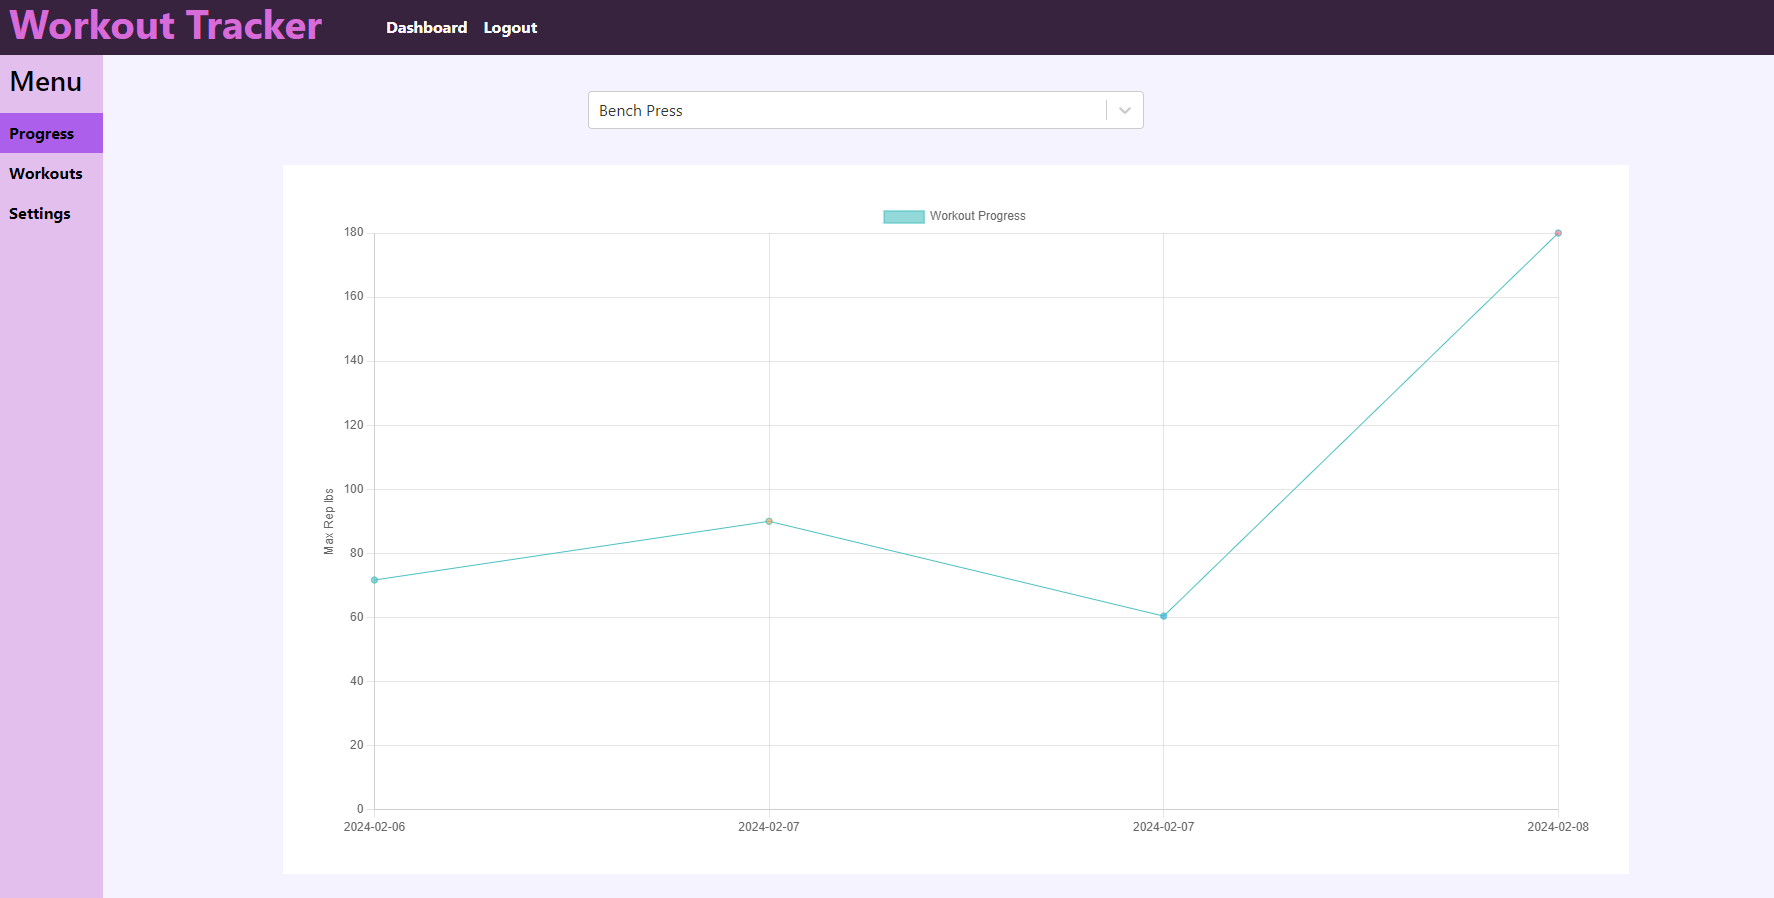 Workout Tracker
Dashboard Logout
Menu
Progress
Workouts
Settings
Bench Press
Workout Progress
180
160
140
120
100
80
60
40
20
0
Max Rep lbs
2024-02-06 2024-02-07 2024-02-07 2024-02-08